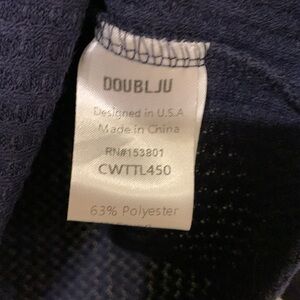 DOUBLJU
Designed in U.S.A
Made in China
RN#153801
CWTTL450
63% Polyester